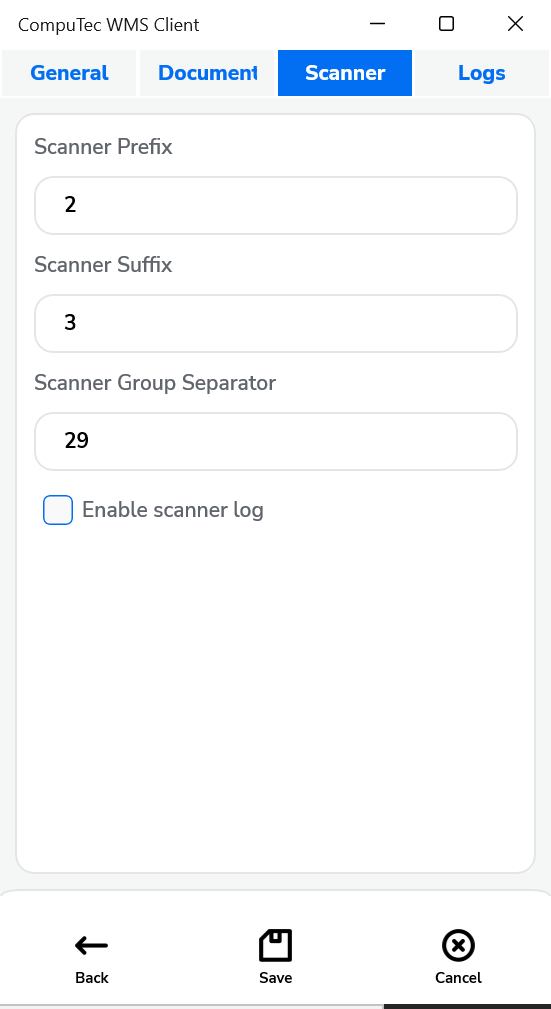 CompuTec WMS Client
General Document Scanner Logs
Scanner Prefix
2
Scanner Suffix
3
Scanner Group Separator
29
Enable scanner log
Back Save Cancel